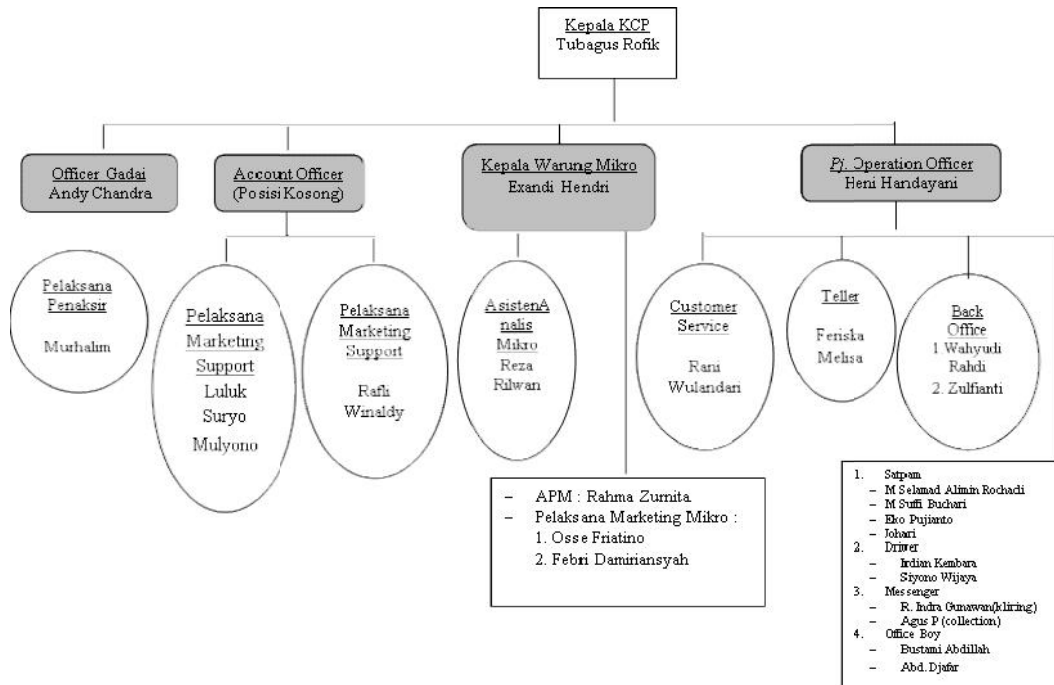 Kepala KCP
Tubagus Rofik
Officer Gadai
Andy Chandra
Account Officer
(Posisi Kosong)
Kepala Warung Mikro
Exandi Hendri
Pj. Operation Officer
Heni Handayani
Pelaksana
Penaksir
Murhalim
Pelaksana
Marketing
Support
Luluk
Suryo
Mulyono
Pelaksana
Marketing
Support
Rafli
Winaldy
AsistenA
nalis
Mikro
Reza
Rilwan
Customer
Service
Rani
Wulandari
Teller
Feriska
Melisa
Back
Office
1 Wahyudi
Rahdi
2. Zulfianti
– APM : Rahma Zurnita
– Pelaksana Marketing Mikro :
1. Osse Friatino
2. Febri Damiriansyah
1. Satpam
– M Selamad Alimin Rochadi
– M Suffi Buchari
– Eko Pujianto
– Johari
2. Driver
– Irdian Kembara
– Siyono Wijaya
3. Messenger
– R. Indra Gunawan(kliring)
– Agus P (collection)
4. Office Boy
– Bustami Abdillah
– Abd. Djafar